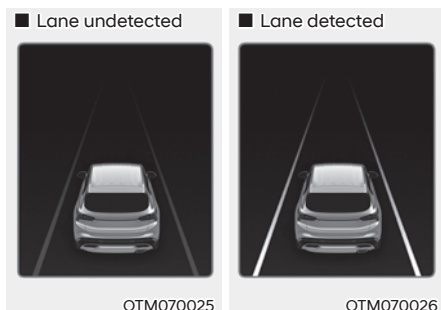 ■ Lane undetected
■ Lane detected
OTM070025
OTM070026